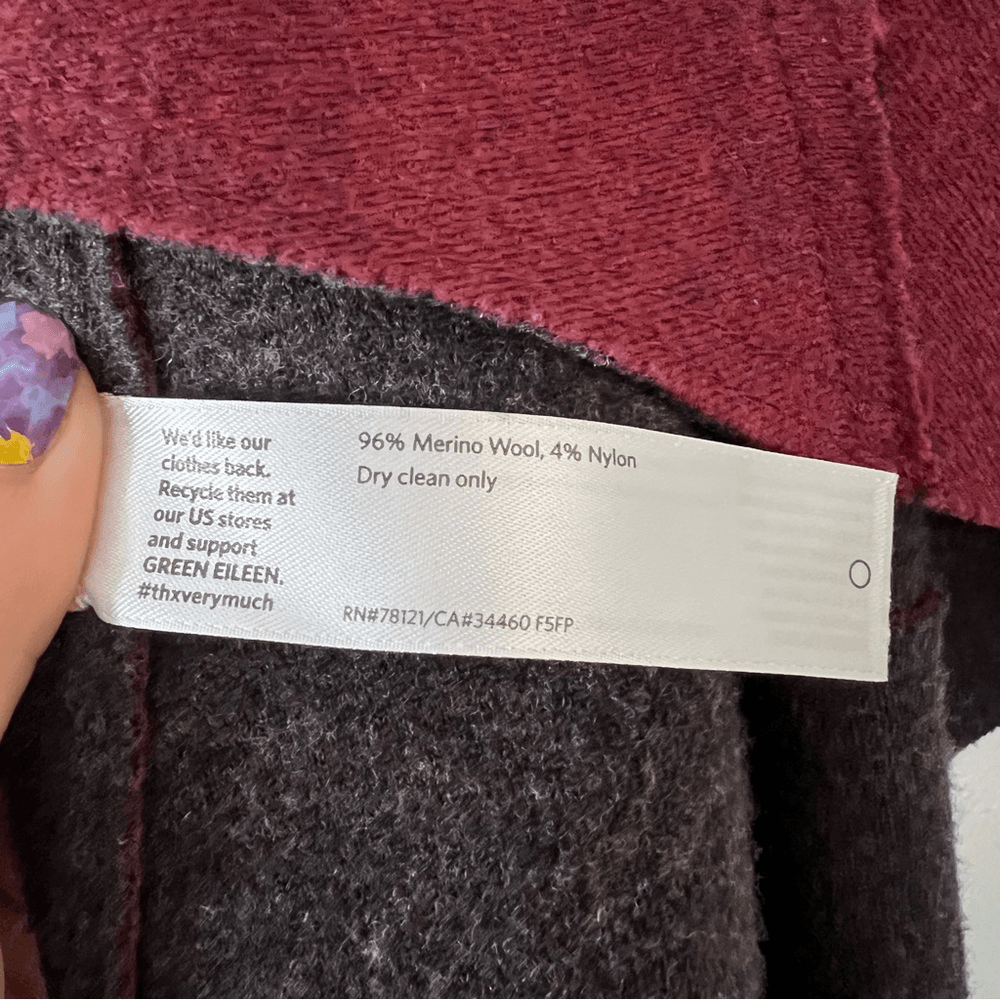 We'd like our
clothes back.
Recycle them at
our US stores
and support
GREEN EILEEN.
#thxverymuch
96% Merino Wool, 4% Nylon
Dry clean only
RN#78121/CA#34460 F5FP